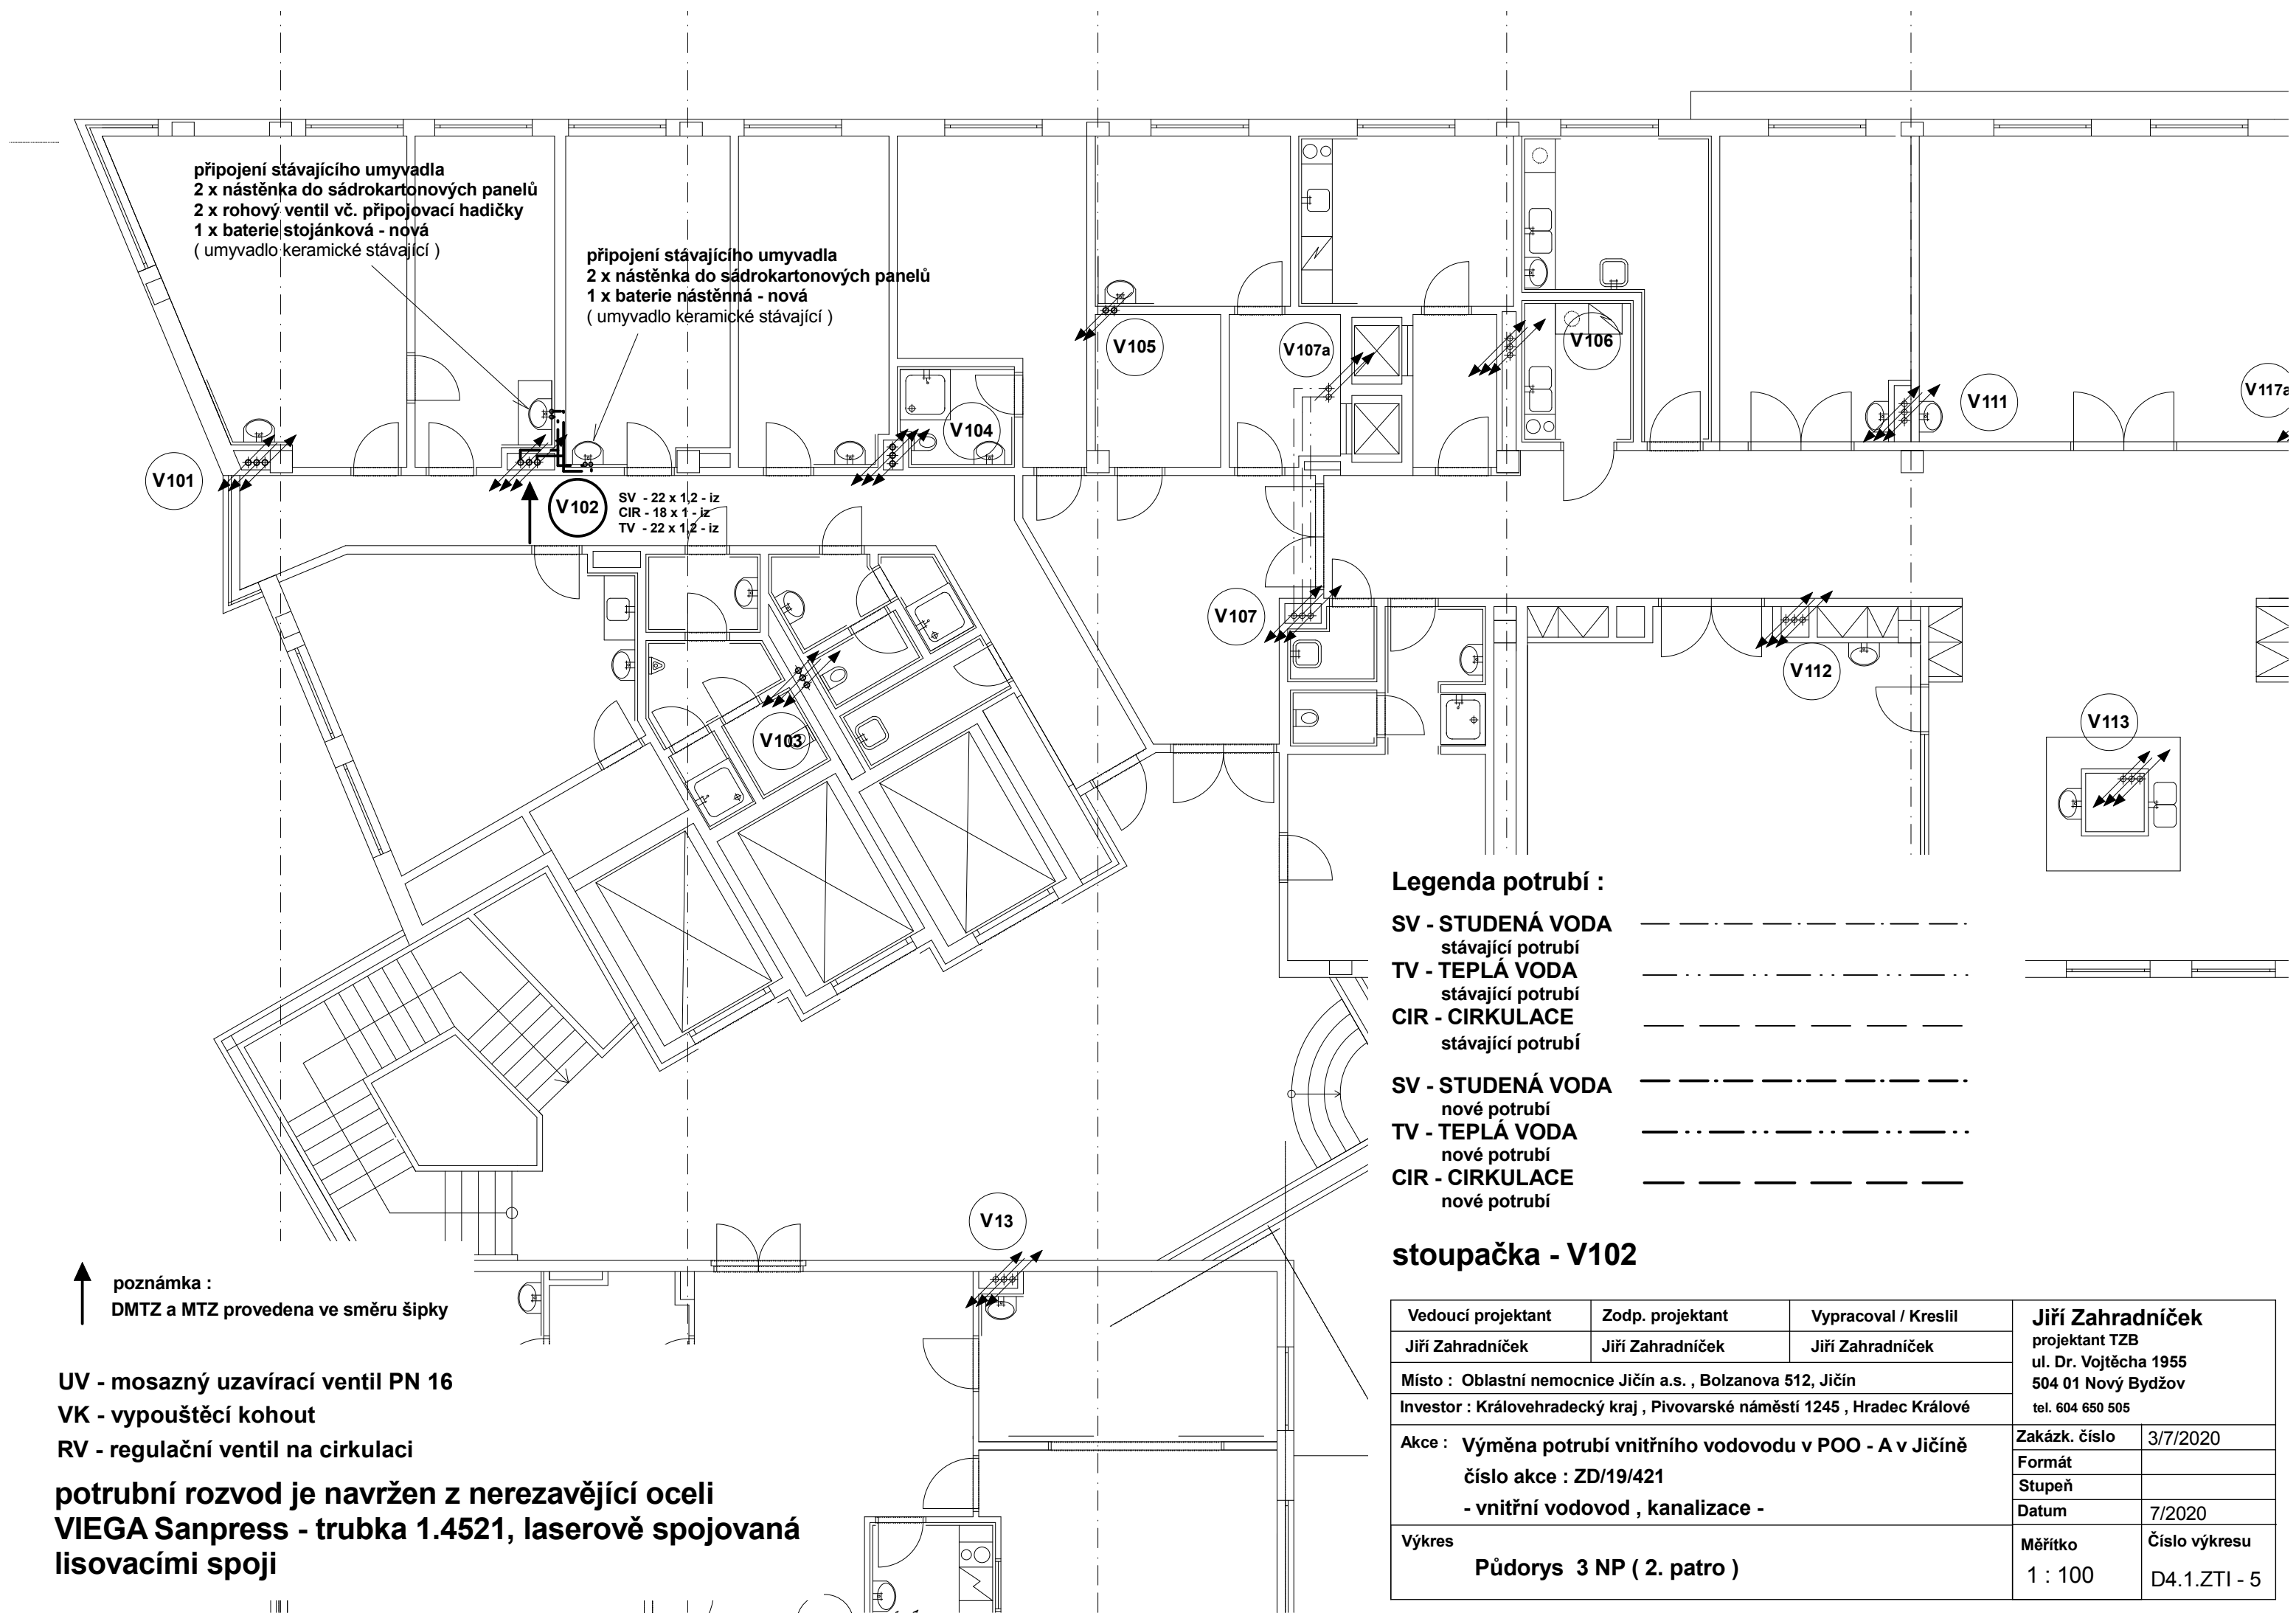 připojení stávajícího umyvadla
2 x nástěnka do sádrokartonových panelů
2 x rohový ventil vč. připojovací hadičky
1 x baterie stojánková - nová
( umyvadlo keramické stávající )
připojení stávajícího umyvadla
2 x nástěnka do sádrokartonových panelů
1 x baterie nástěnná - nová
( umyvadlo keramické stávající )
V105
V107a
V106
V111
V117a
V104
V101
V102
SV - 22 x 1,2 - iz
CIR - 18 x 1 - iz
TV - 22 x 1,2 - iz
V107
V112
V103
V113
V13
Legenda potrubí :
SV - STUDENÁ VODA
stávající potrubí
TV - TEPLÁ VODA
stávající potrubí
CIR - CIRKULACE
stávající potrubí
SV - STUDENÁ VODA
nové potrubí
TV - TEPLÁ VODA
nové potrubí
CIR - CIRKULACE
nové potrubí
stoupačka - V102
poznámka :
DMTZ a MTZ provedena ve směru šipky
UV - mosazný uzavírací ventil PN 16
VK - vypouštěcí kohout
RV - regulační ventil na cirkulaci
potrubní rozvod je navržen z nerezavějící oceli
VIEGA Sanpress - trubka 1.4521, laserově spojovaná
lisovacími spoji
Vedoucí projektant Zodp. projektant Vypracoval / Kreslil
Jiří Zahradníček Jiří Zahradníček Jiří Zahradníček
Místo : Oblastní nemocnice Jičín a.s. , Bolzanova 512, Jičín
Investor : Královehradecký kraj , Pivovarské náměstí 1245 , Hradec Králové
Akce : Výměna potrubí vnitřního vodovodu v POO - A v Jičíně
číslo akce : ZD/19/421
- vnitřní vodovod , kanalizace -
Výkres
Půdorys 3 NP ( 2. patro )
Jiří Zahradníček
projektant TZB
ul. Dr. Vojtěcha 1955
504 01 Nový Bydžov
tel. 604 650 505
Zakázk. číslo 3/7/2020
Formát
Stupeň
Datum 7/2020
Měřítko Číslo výkresu
1 : 100 D4.1.ZTI - 5